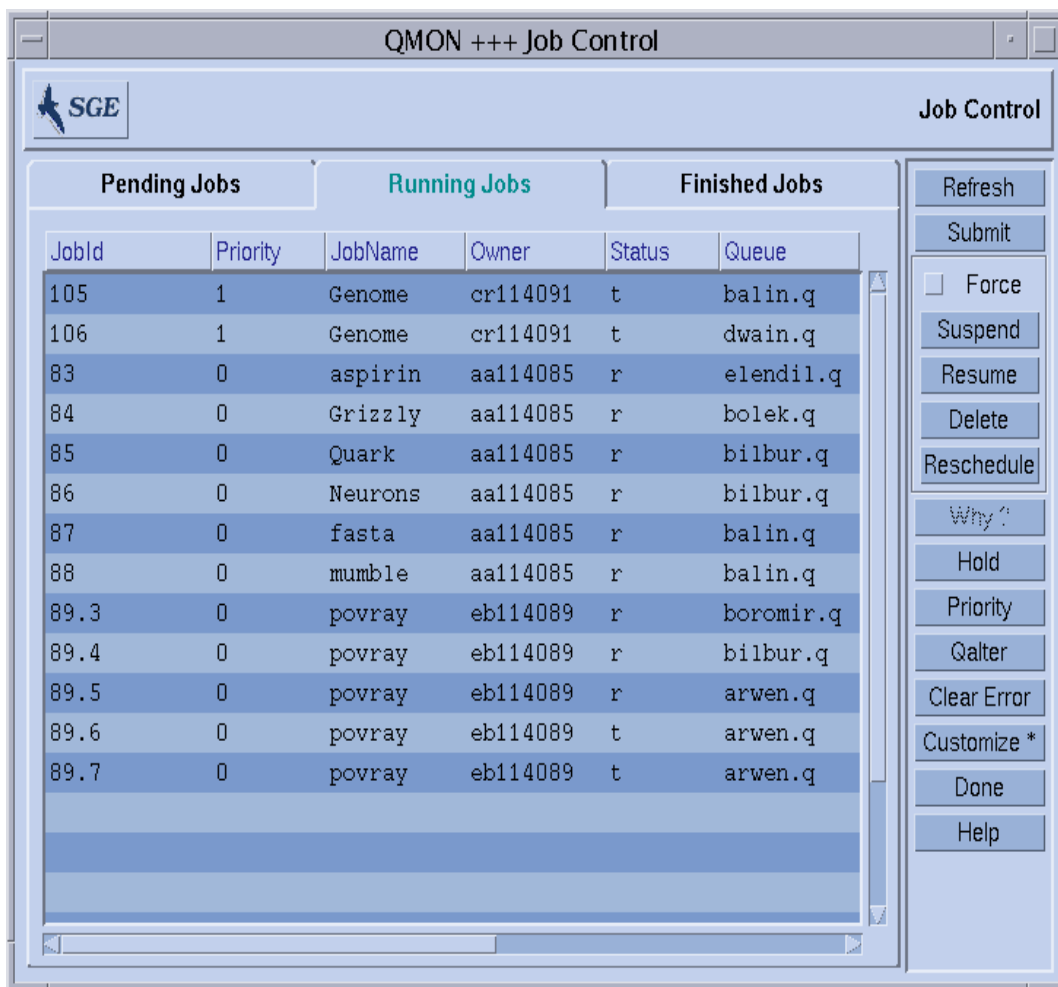 QMON +++ Job Control
SGE
Job Control
Pending Jobs Running Jobs Finished Jobs
JobId Priority JobName Owner Status Queue
105 1 Genome cr114091 t balin.q
106 1 Genome cr114091 t dwain.q
83 0 aspirin aa114085 r elendil.q
84 0 Grizzly aa114085 r bolek.q
85 0 Quark aa114085 r bilbur.q
86 0 Neurons aa114085 r bilbur.q
87 0 fasta aa114085 r balin.q
88 0 mumble aa114085 r balin.q
89.3 0 povray eb114089 r boromir.q
89.4 0 povray eb114089 r bilbur.q
89.5 0 povray eb114089 r arwen.q
89.6 0 povray eb114089 t arwen.q
89.7 0 povray eb114089 t arwen.q
Refresh
Submit
Force
Suspend
Resume
Delete
Reschedule
Why ?
Hold
Priority
Qalter
Clear Error
Customize *
Done
Help